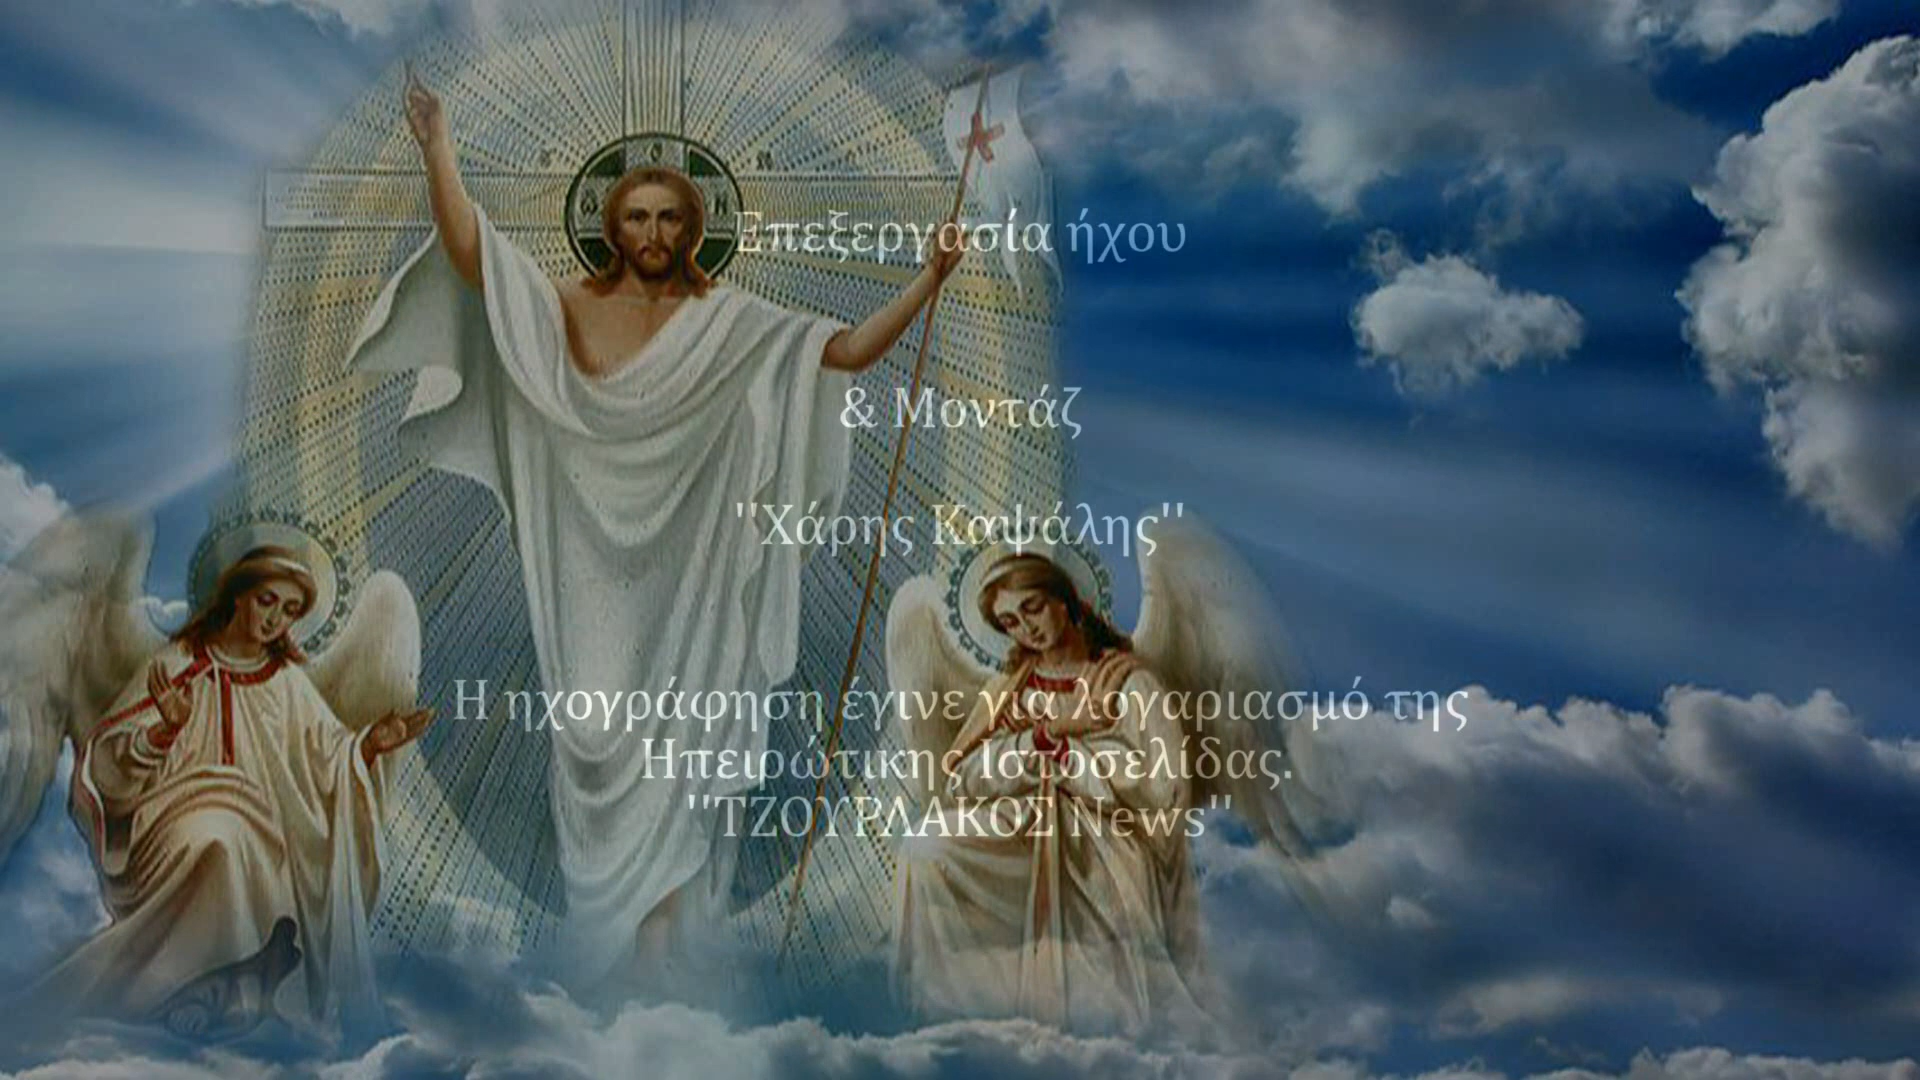 Επεξεργασία ήχου
& Μοντάζ
''Χάρης Καψάλης''
Η ηχογράφηση έγινε για λογαριασμό της
Ηπειρώτικης Ιστοσελίδας.
''ΤΖΟΥΡΛΑΚΟΣ News''